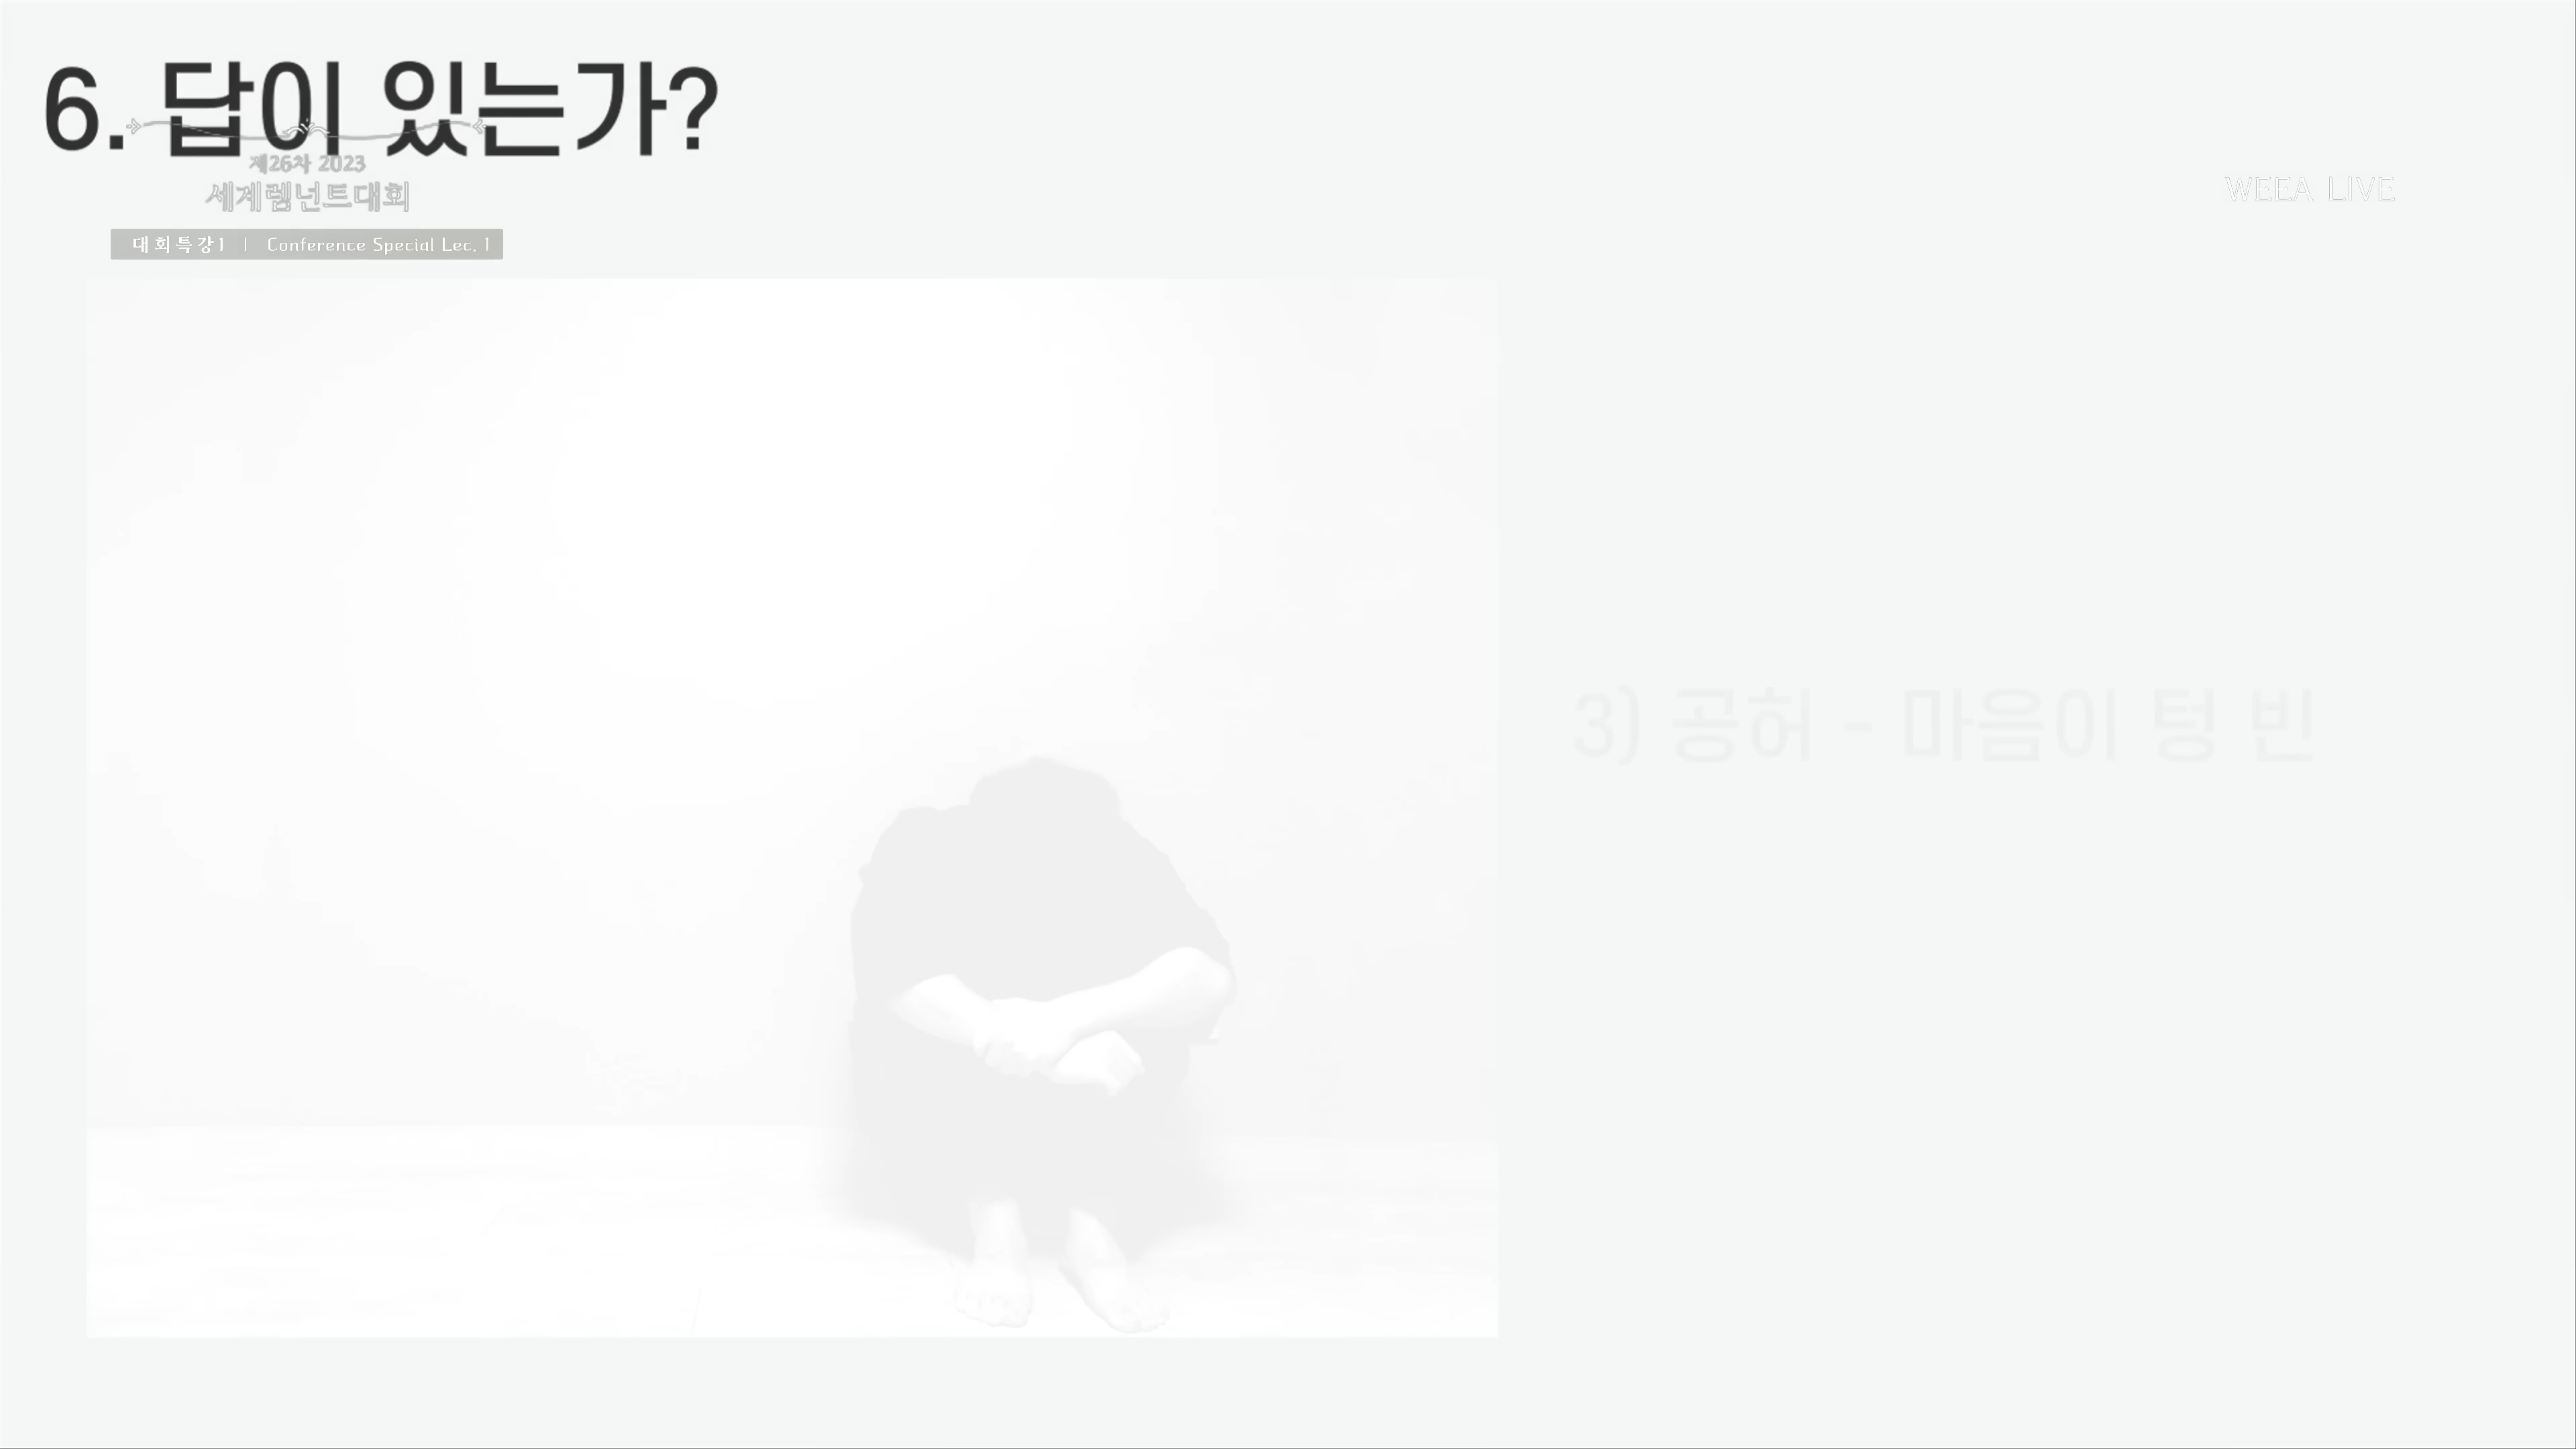 6. 답이 있는가?
제26차 2023
세계렘넌트대회
대회특강1 | Conference Special Lec. 1
WEEA LIVE
3) 공허 - 마음이 텅 빈